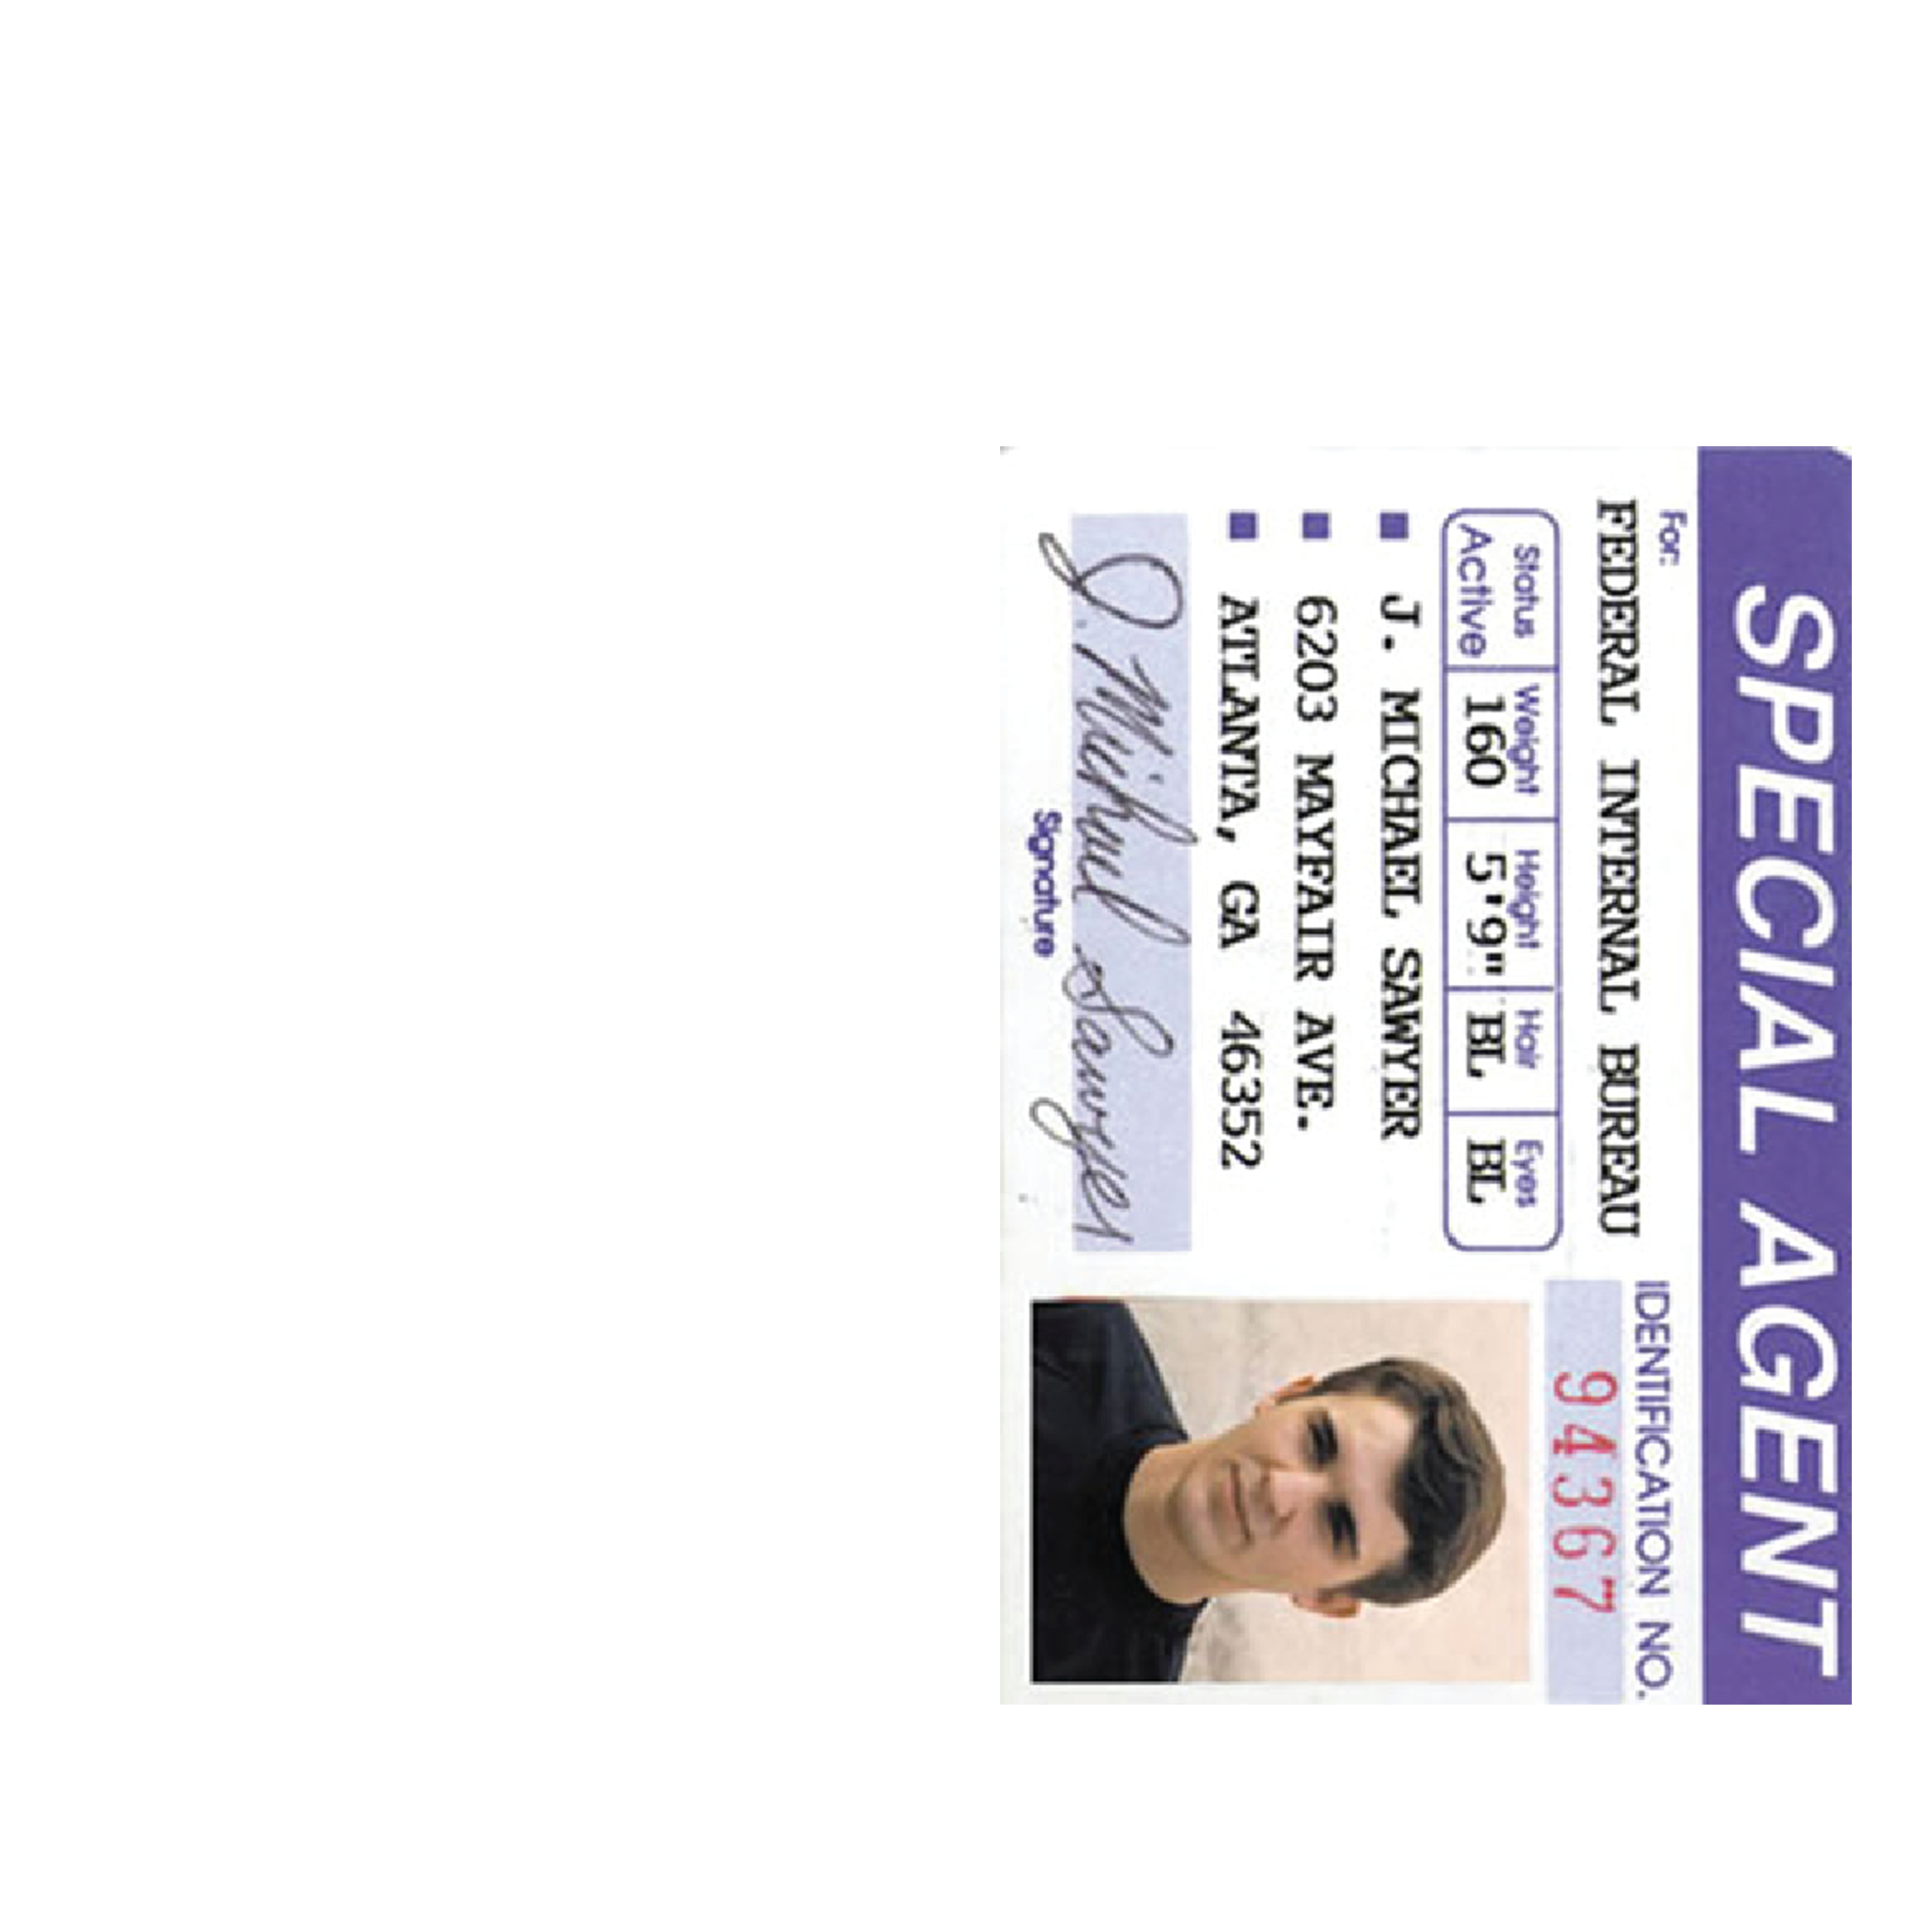 SPECIAL AGENT
For:
FEDERAL INTERNAL BUREAU
IDENTIFICATION NO.
94367
Status Weight Height Hair Eyes
Active 160 5'9" BL BL
J. MICHAEL SAWYER
6203 MAYFAIR AVE.
ATLANTA, GA 46352
J. Michael Sawyer
Signature